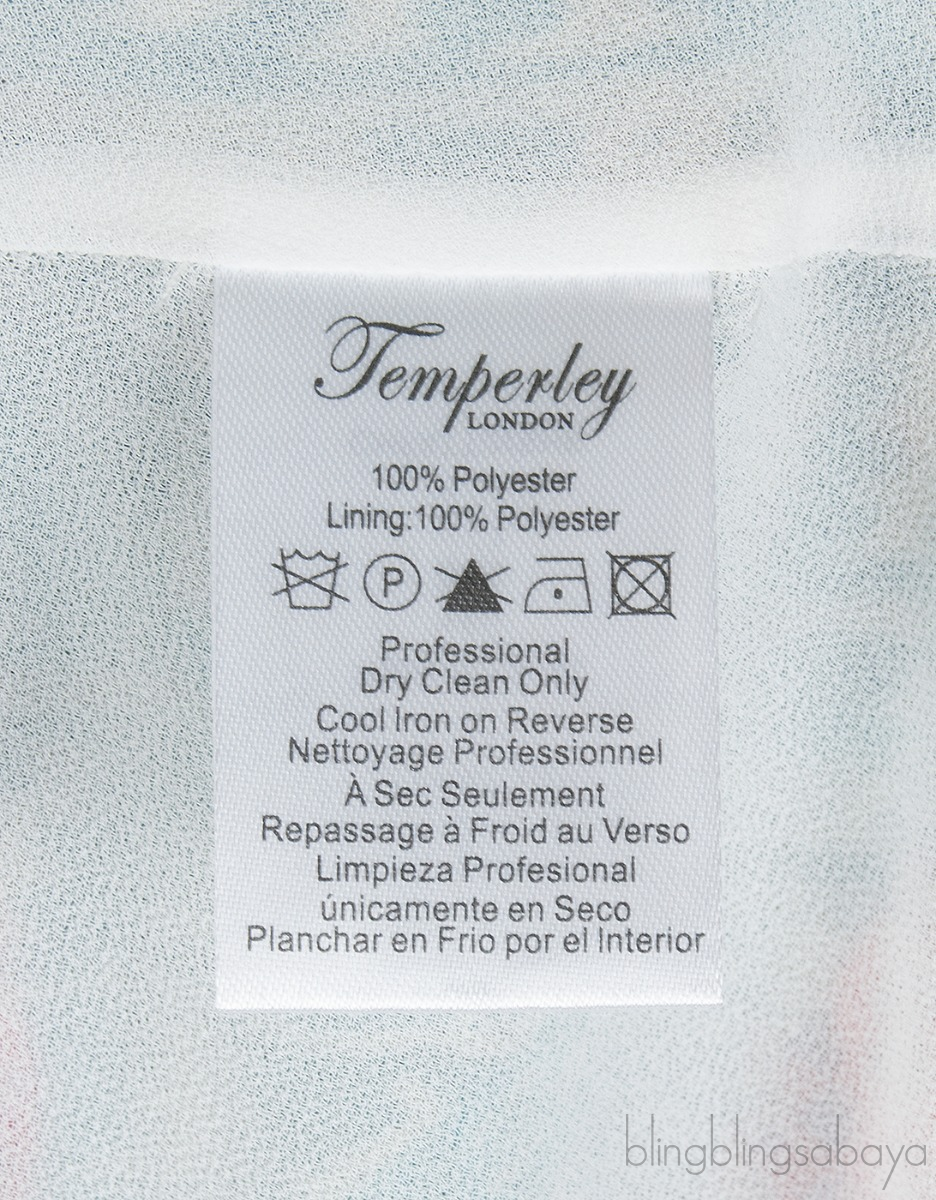 Temperley
LONDON
100% Polyester
Lining:100% Polyester
P
Professional
Dry Clean Only
Cool Iron on Reverse
Nettoyage Professionnel
À Sec Seulement
Repassage à Froid au Verso
Limpieza Profesional
únicamente en Seco
Planchar en Frio por el Interior
blingblingsabaya